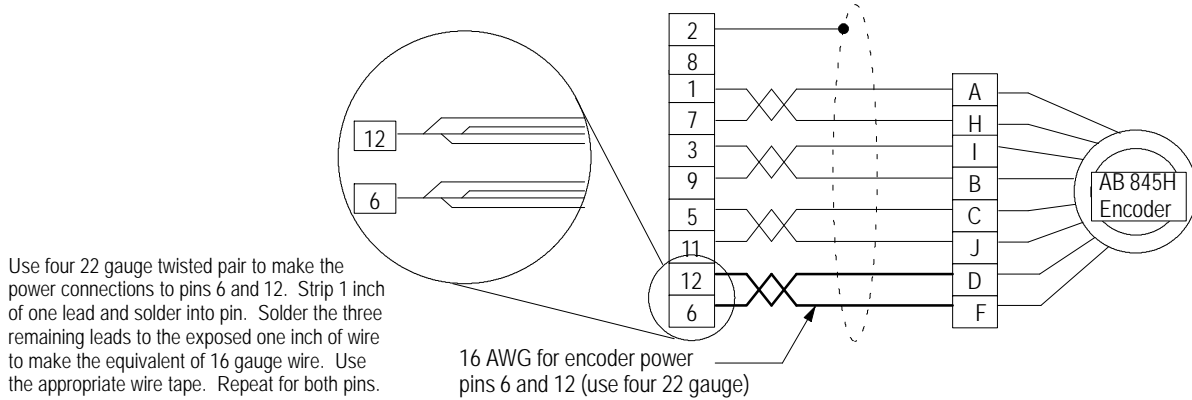 2
8
1
7
3
9
5
11
12
6
12
6
A
H
I
B
C
J
D
F
AB 845H
Encoder
Use four 22 gauge twisted pair to make the
power connections to pins 6 and 12. Strip 1 inch
of one lead and solder into pin. Solder the three
remaining leads to the exposed one inch of wire
to make the equivalent of 16 gauge wire. Use
the appropriate wire tape. Repeat for both pins.
16 AWG for encoder power
pins 6 and 12 (use four 22 gauge)